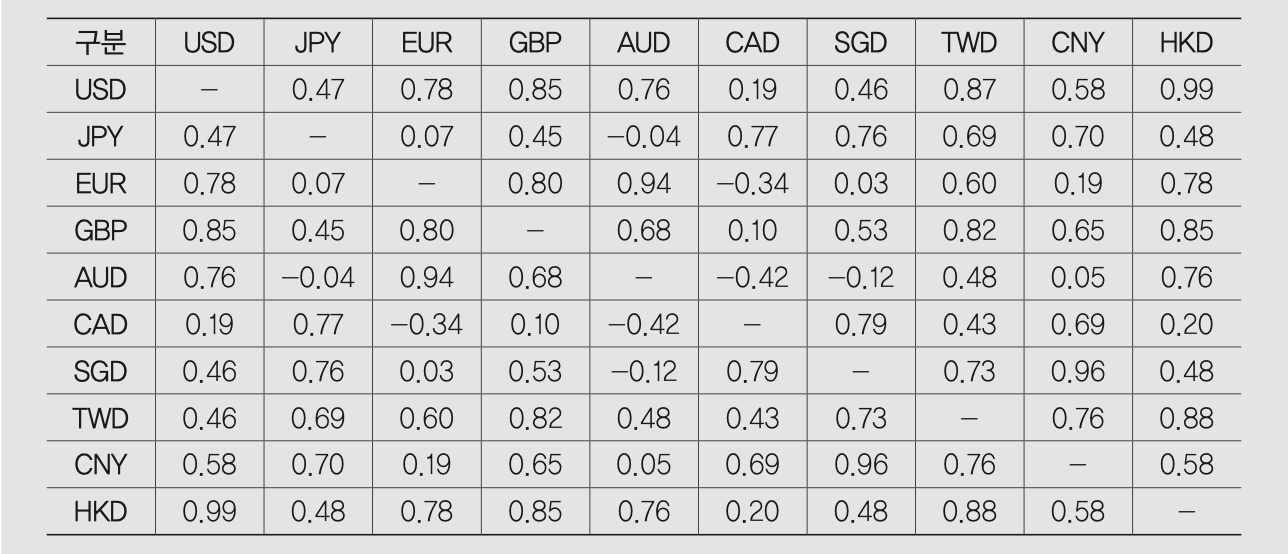 구분 USD JPY EUR GBP AUD CAD SGD TWD CNY HKD
USD – 0.47 0.78 0.85 0.76 0.19 0.46 0.87 0.58 0.99
JPY 0.47 – 0.07 0.45 –0.04 0.77 0.76 0.69 0.70 0.48
EUR 0.78 0.07 – 0.80 0.94 –0.34 0.03 0.60 0.19 0.78
GBP 0.85 0.45 0.80 – 0.68 0.10 0.53 0.82 0.65 0.85
AUD 0.76 –0.04 0.94 0.68 – –0.42 –0.12 0.48 0.05 0.76
CAD 0.19 0.77 –0.34 0.10 –0.42 – 0.79 0.43 0.69 0.20
SGD 0.46 0.76 0.03 0.53 –0.12 0.79 – 0.73 0.96 0.48
TWD 0.46 0.69 0.60 0.82 0.48 0.43 0.73 – 0.76 0.88
CNY 0.58 0.70 0.19 0.65 0.05 0.69 0.96 0.76 – 0.58
HKD 0.99 0.48 0.78 0.85 0.76 0.20 0.48 0.88 0.58 –